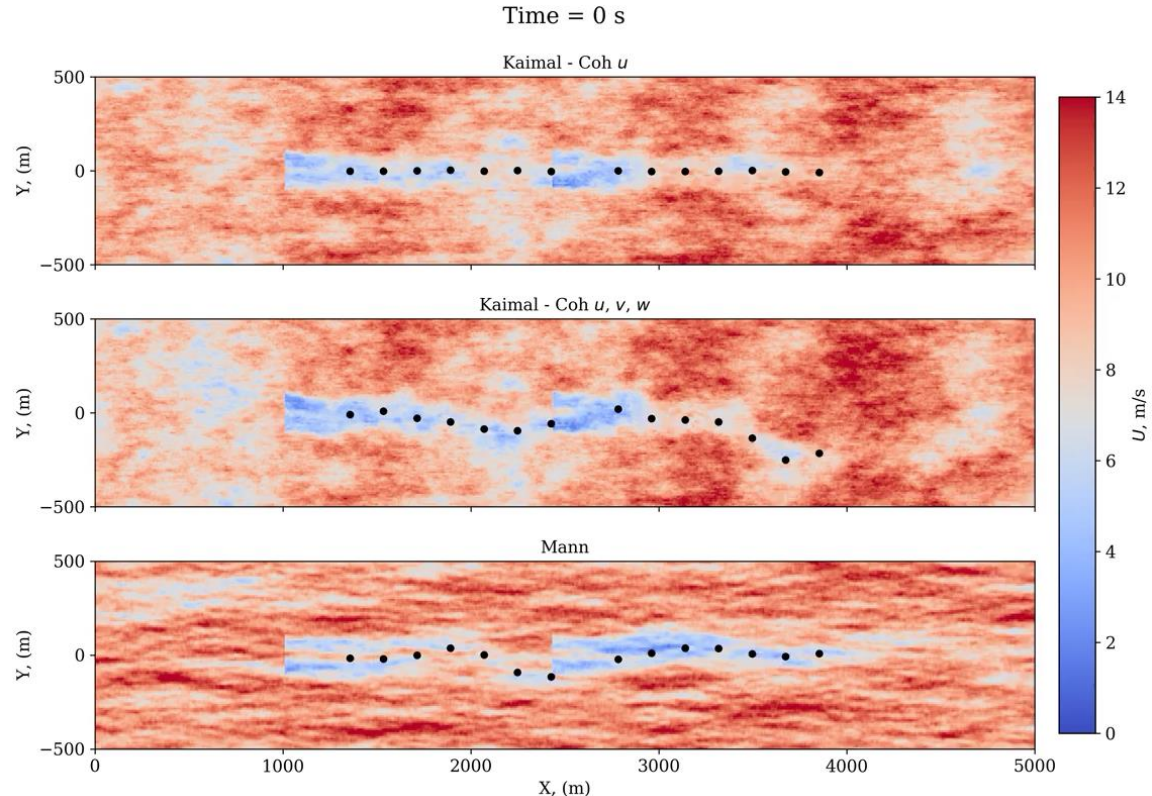 Time = 0 s
Kaimal - Coh u
500
0
−500
Y, (m)
Kaimal - Coh u, v, w
500
0
−500
Y, (m)
Mann
500
0
−500
Y, (m)
0 1000 2000 3000 4000 5000
X, (m)
14
12
10
8
6
4
2
0
U, m/s